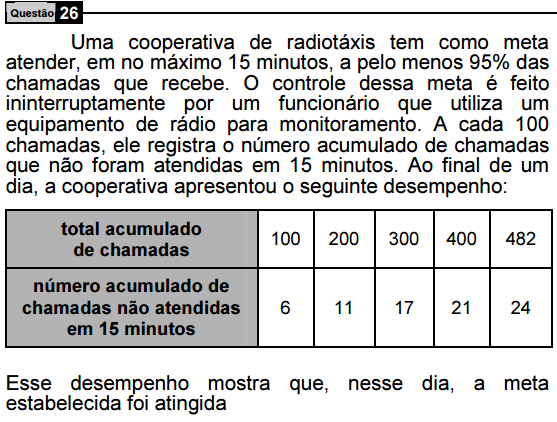 Questão 26
Uma cooperativa de radiotáxis tem como meta
atender, em no máximo 15 minutos, a pelo menos 95% das
chamadas que recebe. O controle dessa meta é feito
ininterruptamente por um funcionário que utiliza um
equipamento de rádio para monitoramento. A cada 100
chamadas, ele registra o número acumulado de chamadas
que não foram atendidas em 15 minutos. Ao final de um
dia, a cooperativa apresentou o seguinte desempenho:
total acumulado
de chamadas
100 200 300 400 482
número acumulado de
chamadas não atendidas
em 15 minutos
6 11 17 21 24
Esse desempenho mostra que, nesse dia, a meta
estabelecida foi atingida